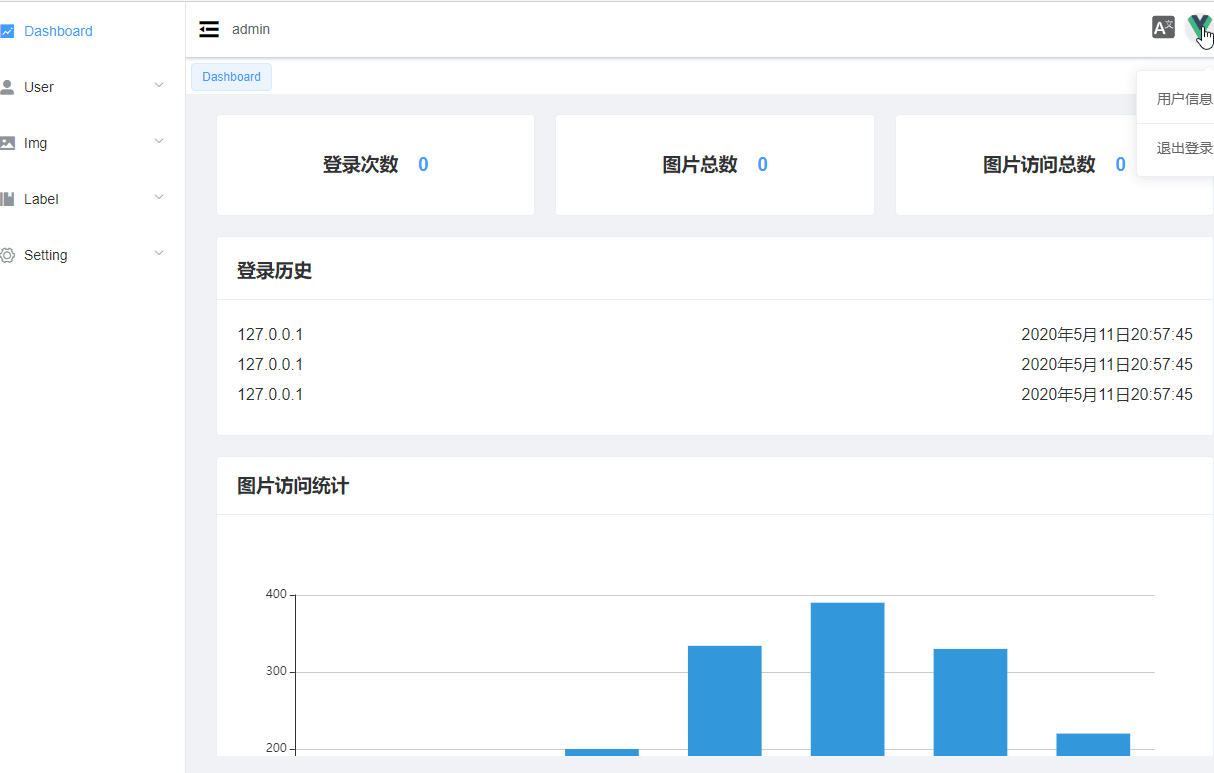 Dashboard
User
Img
Label
Setting
admin
A文
Dashboard
用户信息
退出登录
登录次数 0
图片总数 0
图片访问总数 0
登录历史
127.0.0.1 2020年5月11日20:57:45
127.0.0.1 2020年5月11日20:57:45
127.0.0.1 2020年5月11日20:57:45
图片访问统计
400
300
200